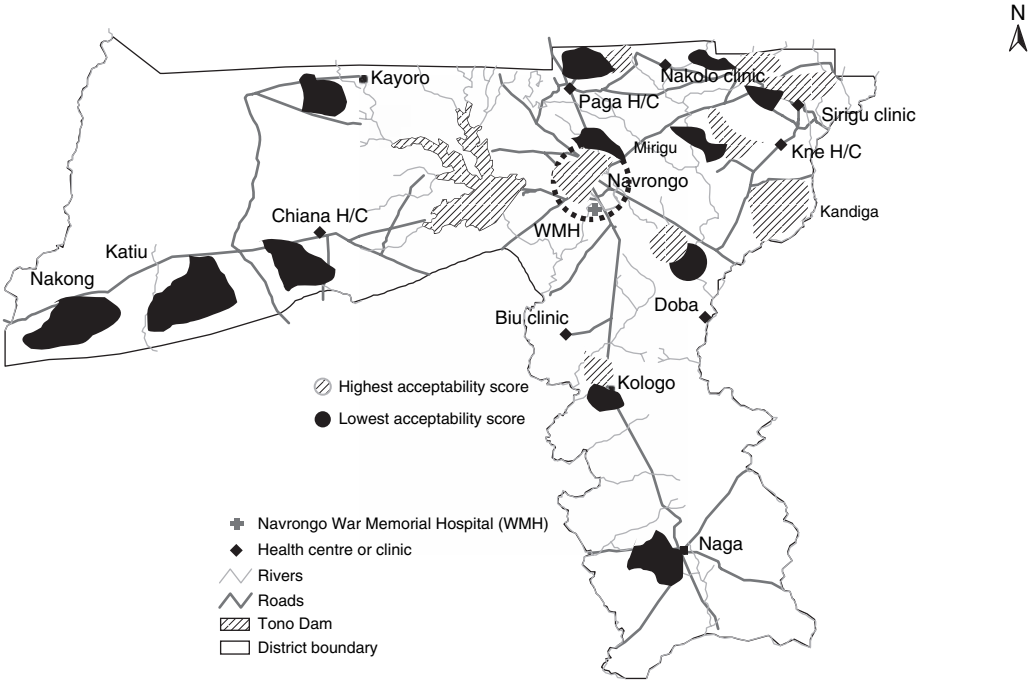 N
Kayoro
Nakolo clinic
Paga H/C
Sirigu clinic
Mirigu
Kne H/C
Navrongo
Kandiga
Chiana H/C
WMH
Katiu
Nakong
Doba
Biu clinic
Highest acceptability score
Kologo
Lowest acceptability score
Navrongo War Memorial Hospital (WMH)
Naga
Health centre or clinic
Rivers
Roads
Tono Dam
District boundary